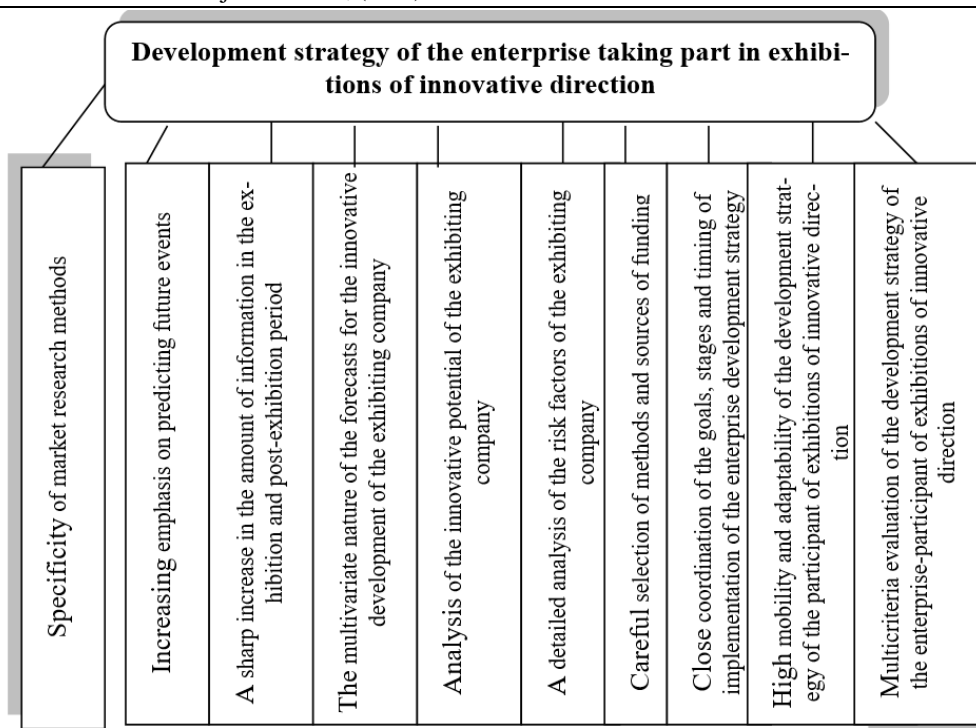 Development strategy of the enterprise taking part in exhibi-
tions of innovative direction
Specificity of market research methods
Increasing emphasis on predicting future events
A sharp increase in the amount of information in the ex-
hibition and post-exhibition period
The multivariate nature of the forecasts for the innovative
development of the exhibiting company
Analysis of the innovative potential of the exhibiting
company
A detailed analysis of the risk factors of the exhibiting
company
Careful selection of methods and sources of funding
Close coordination of the goals, stages and timing of
implementation of the enterprise development strategy
High mobility and adaptability of the development strat-
egy of the participant of exhibitions of innovative direc-
tion
Multicriteria evaluation of the development strategy of
the enterprise-participant of exhibitions of innovative
direction